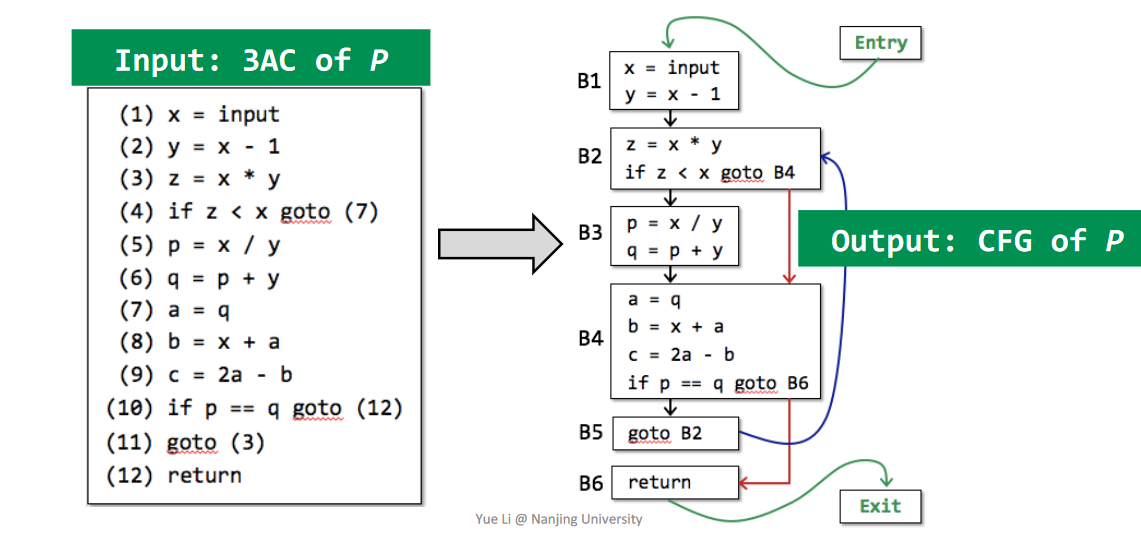 Input: 3AC of P
(1) x = input
(2) y = x - 1
(3) z = x * y
(4) if z < x goto (7)
(5) p = x / y
(6) q = p + y
(7) a = q
(8) b = x + a
(9) c = 2a - b
(10) if p == q goto (12)
(11) goto (3)
(12) return
Entry
B1
x = input
y = x - 1
B2
z = x * y
if z < x goto B4
B3
p = x / y
q = p + y
Output: CFG of P
B4
a = q
b = x + a
c = 2a - b
if p == q goto B6
B5
goto B2
B6
return
Exit
Yue Li @ Nanjing University